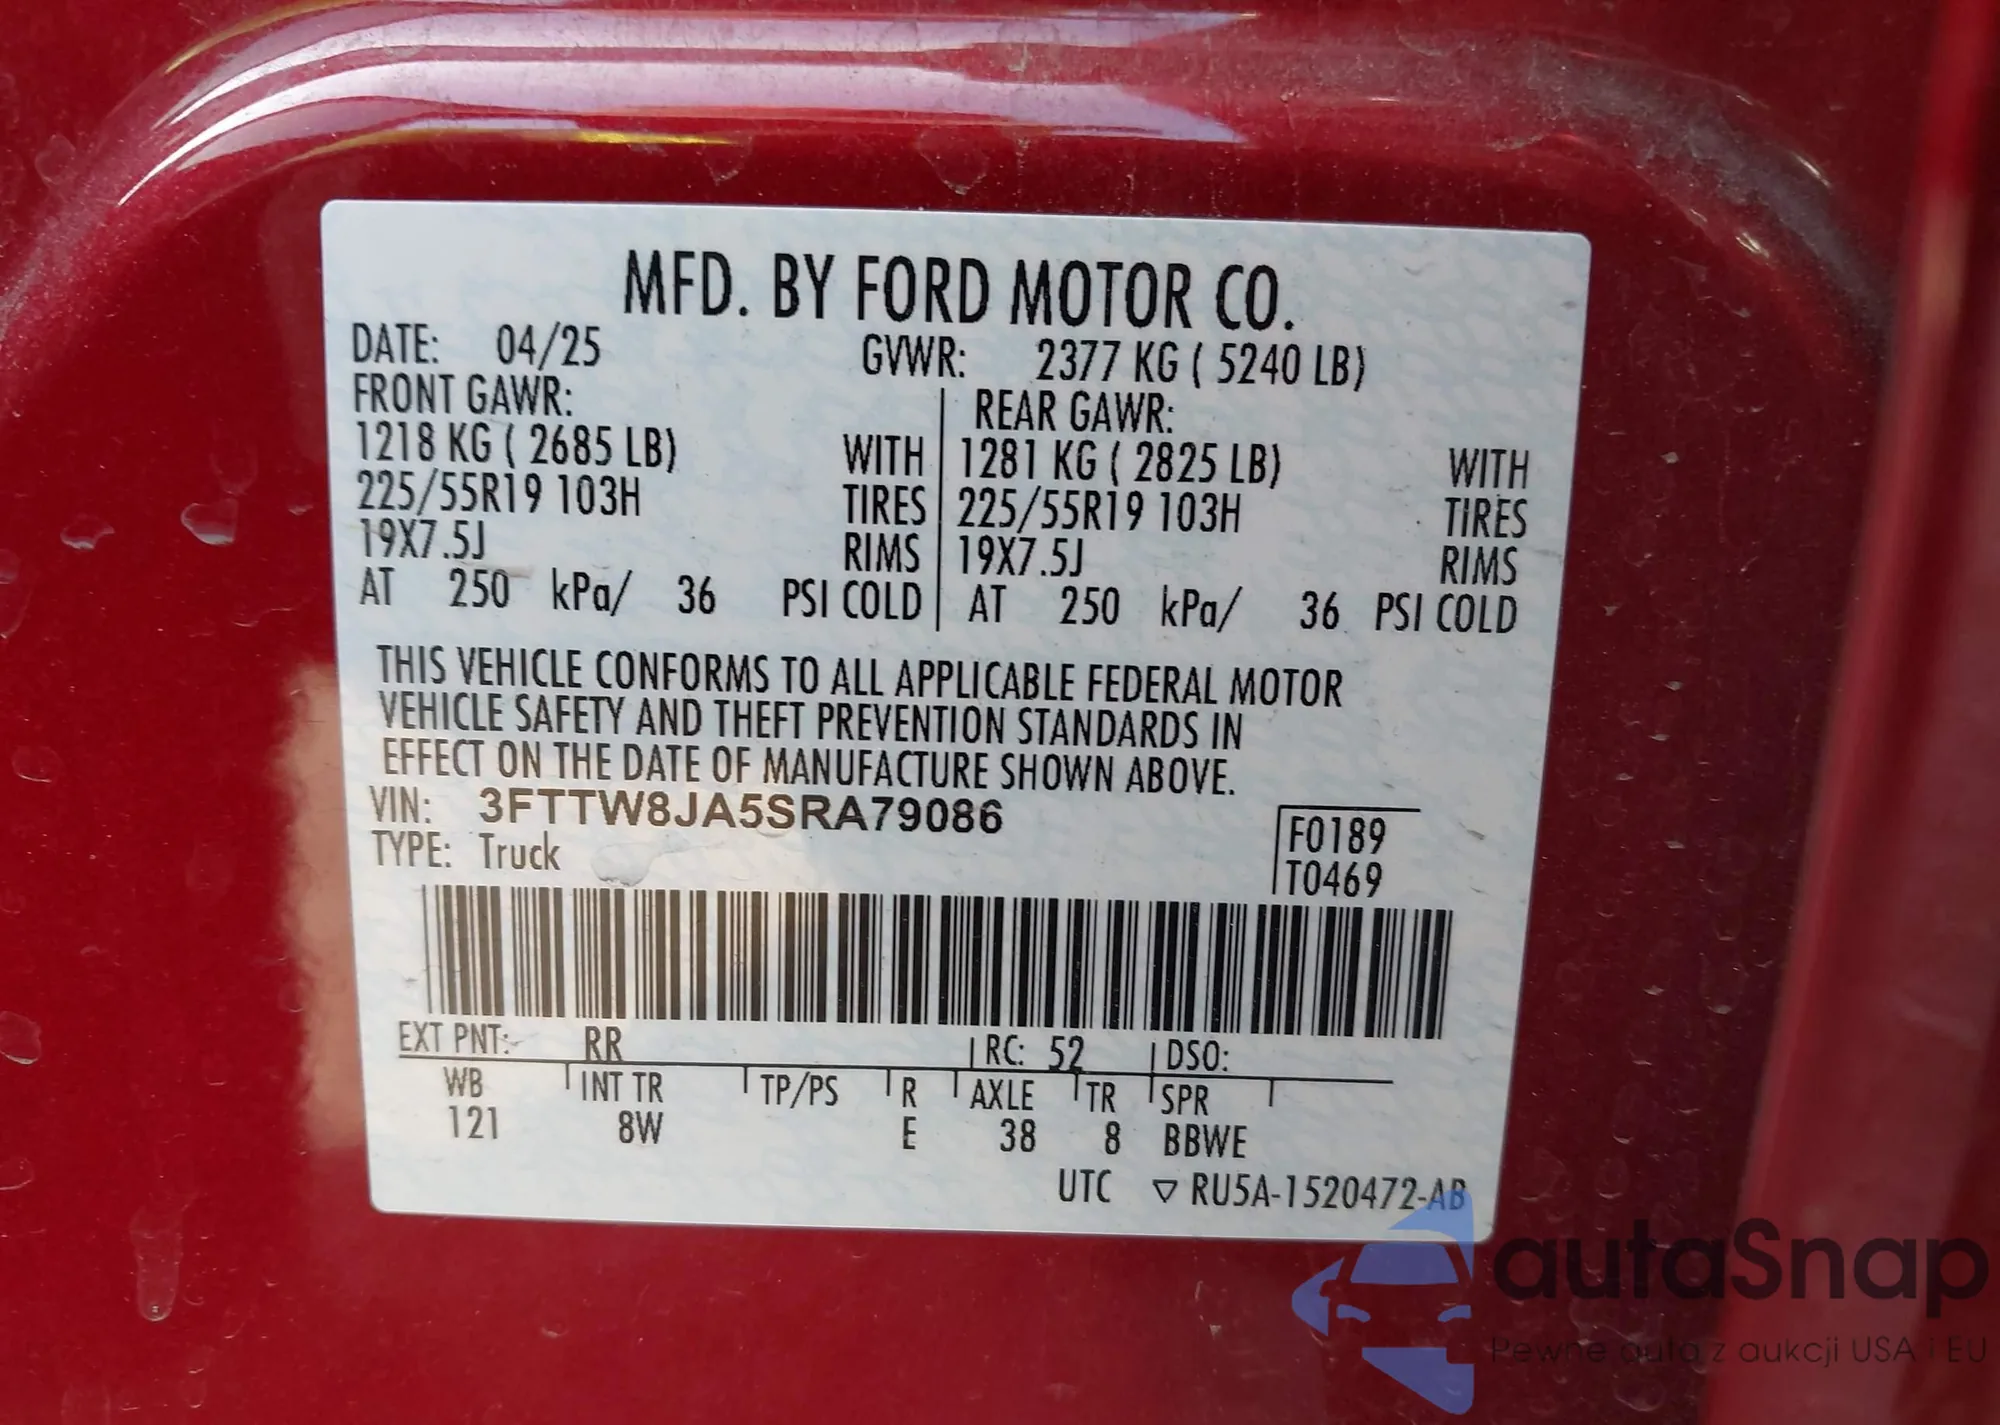 MFD. BY FORD MOTOR CO.
DATE: 04/25 GVWR: 2377 KG ( 5240 LB)
FRONT GAWR: REAR GAWR:
1218 KG ( 2685 LB) WITH 1281 KG ( 2825 LB) WITH
225/55R19 103H TIRES 225/55R19 103H TIRES
19X7.5J RIMS 19X7.5J RIMS
AT 250 kPa/ 36 PSI COLD AT 250 kPa/ 36 PSI COLD
THIS VEHICLE CONFORMS TO ALL APPLICABLE FEDERAL MOTOR
VEHICLE SAFETY AND THEFT PREVENTION STANDARDS IN
EFFECT ON THE DATE OF MANUFACTURE SHOWN ABOVE.
VIN: 3FTTW8JA5SRA79086
TYPE: Truck
F0189
T0469
EXT PNT: RR RC: 52 DSO:
WB INT TR TP/PS R AXLE TR SPR
121 8W E 38 8 BBWE
UTC ▽ RU5A-1520472-AB
autaSnap
Pewne auta z aukcji USA i EU